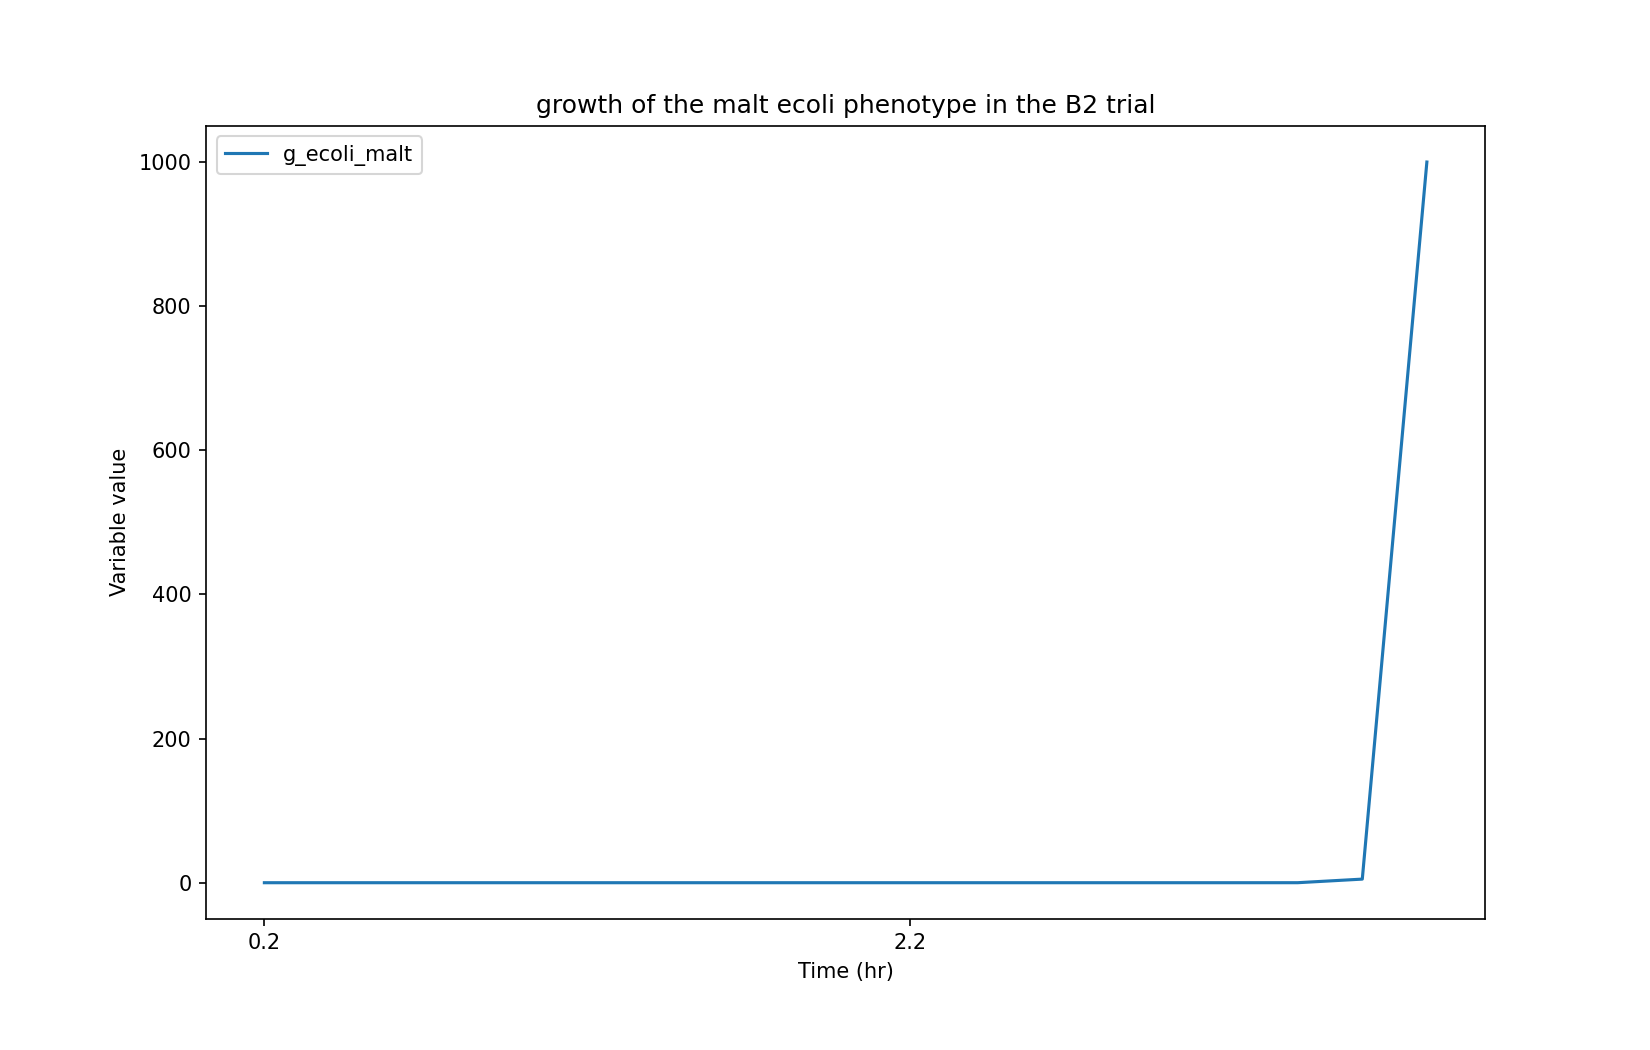 growth of the malt ecoli phenotype in the B2 trial
g_ecoli_malt
1000
800
600
400
200
0
Variable value
0.2 2.2
Time (hr)